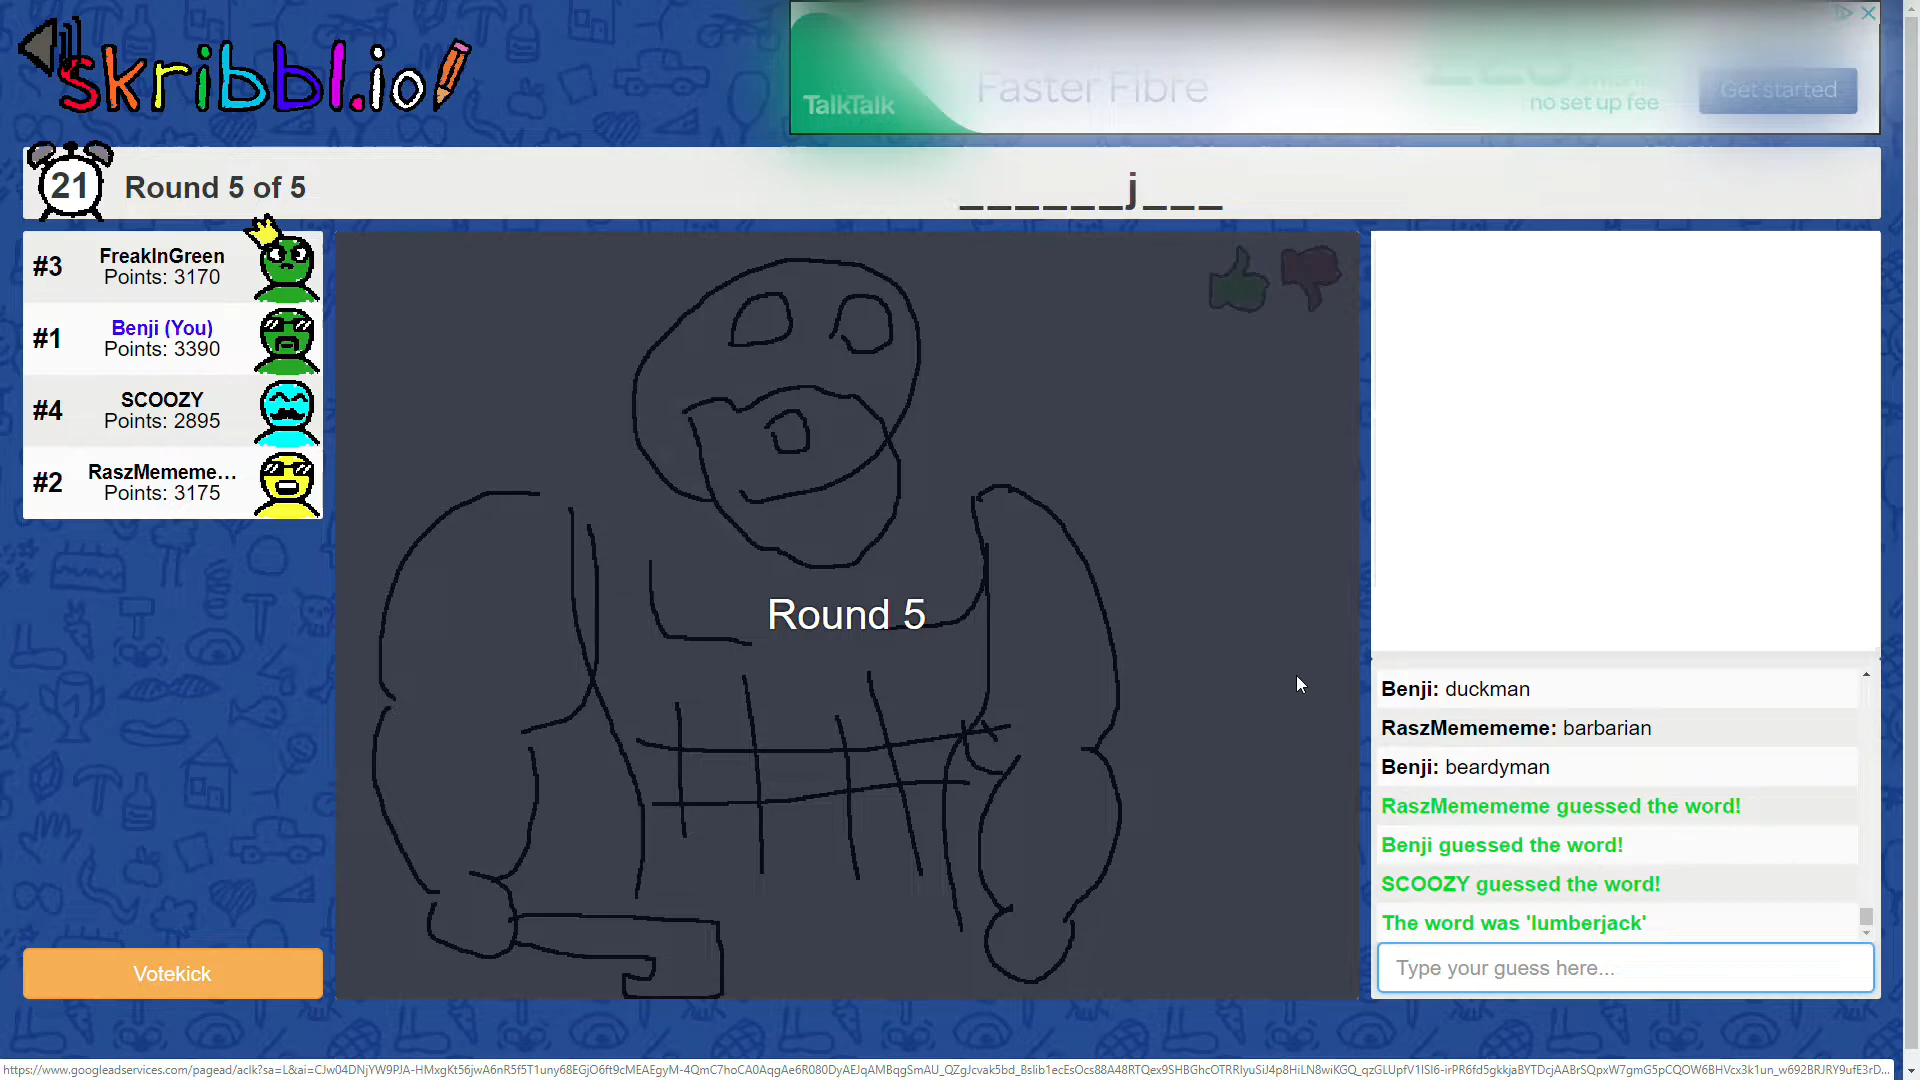 skribbl.io
TalkTalk
Faster Fibre
no set up fee
Get started
21
Round 5 of 5
______j___
#3
FreakInGreen
Points: 3170
#1
Benji (You)
Points: 3390
#4
SCOOZY
Points: 2895
#2
RaszMememe...
Points: 3175
Round 5
Benji: duckman
RaszMemememe: barbarian
Benji: beardyman
RaszMemememe guessed the word!
Benji guessed the word!
SCOOZY guessed the word!
The word was 'lumberjack'
Type your guess here...
Votekick